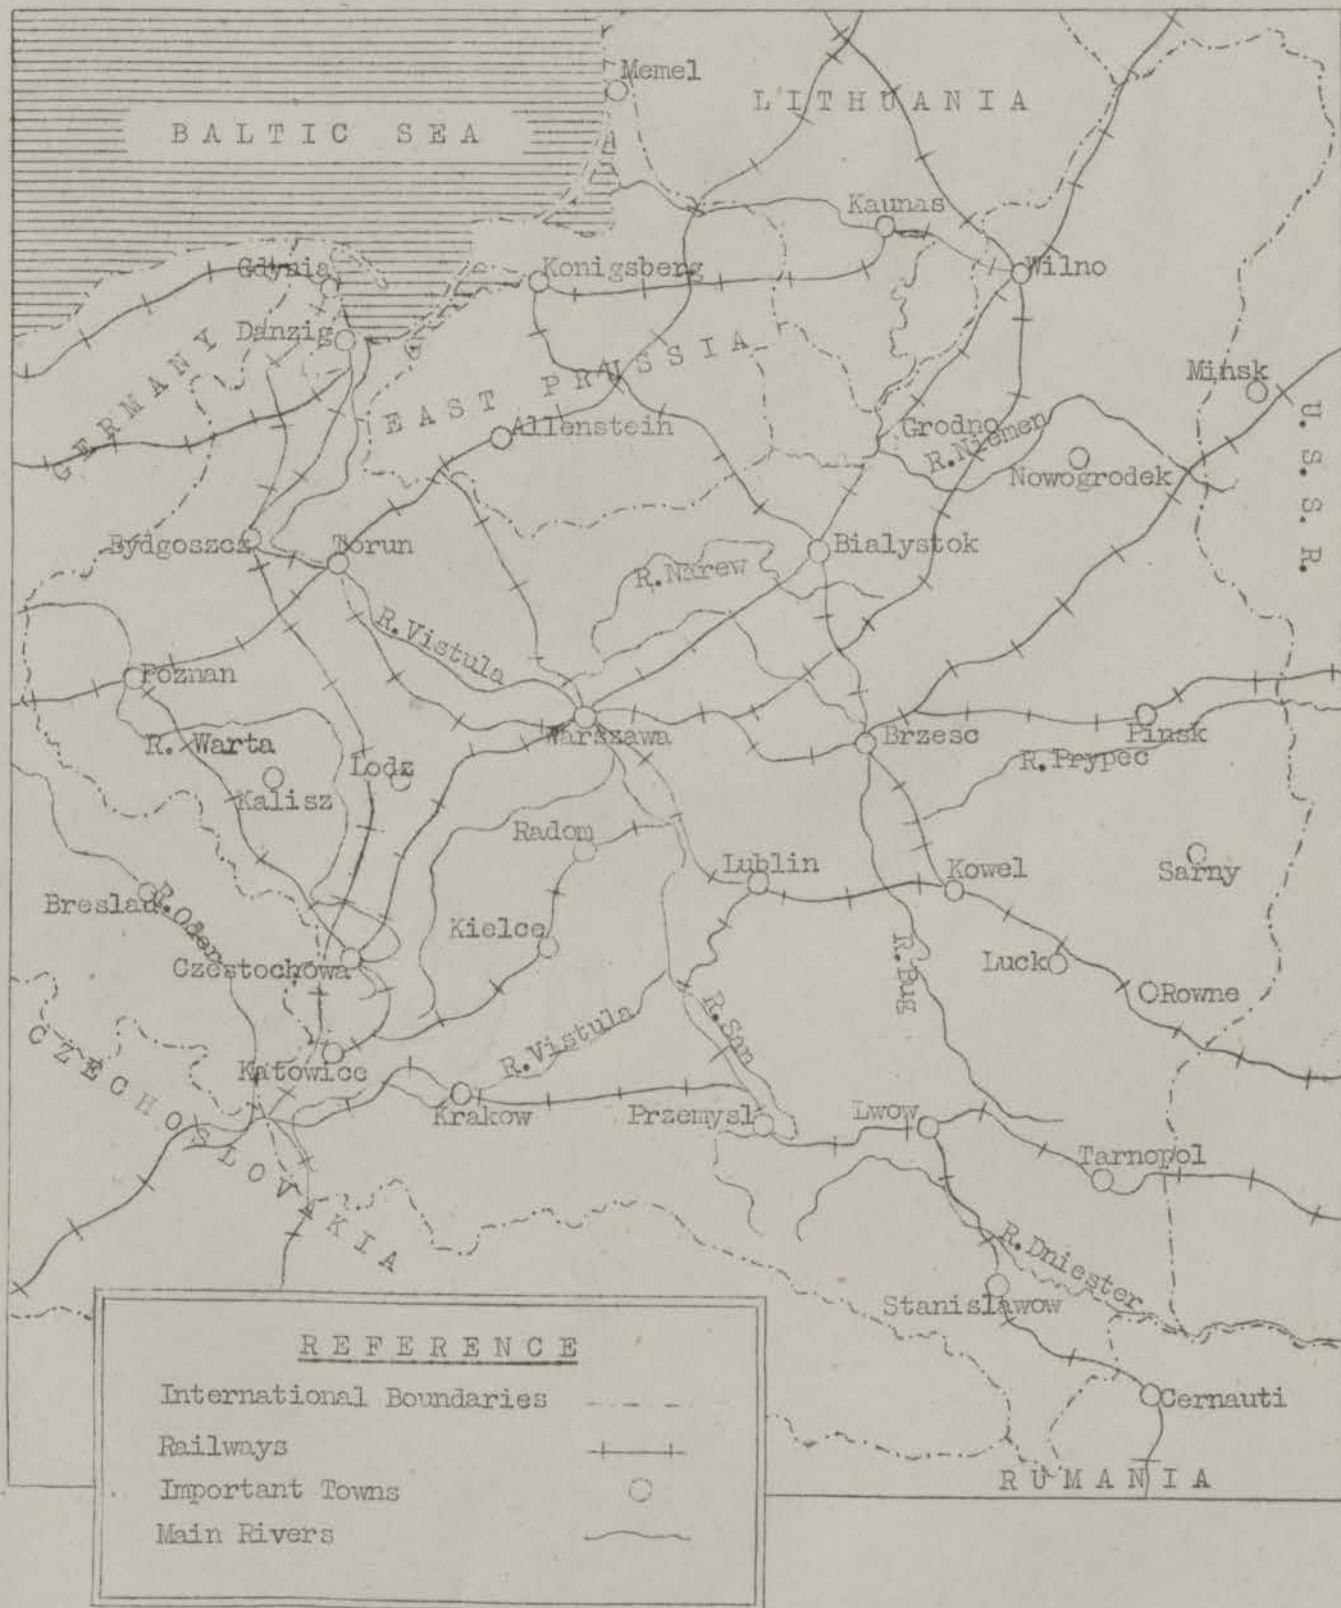 Memel
LITHUANIA
BALTIC SEA
Kaunas
Gdynia
Konigsberg
Wilno
Danzig
GERMANY
EAST PRUSSIA
Minsk
U.S.S.R.
Allenstein
Grodno
R.Niemen
Nowogrodek
Bydgoszcz
Torun
Bialystok
R.Narew
R.Vistula
Poznan
R. Warta
Warszawa
Brzesc
Pinsk
R.Prypec
Lodz
Kalisz
Radom
Lublin
Kowel
Sarny
Breslau
R.Oder
Kielce
Czestochowa
R.Bug
Luck
Rowne
R.San
R.Vistula
CZECHOSLOVAKIA
Katowice
Krakow
Przemysl
Lwow
Tarnopol
R.Dniester
Stanislawow
Cernauti
RUMANIA
REFERENCE
International Boundaries
Railways
Important Towns
Main Rivers